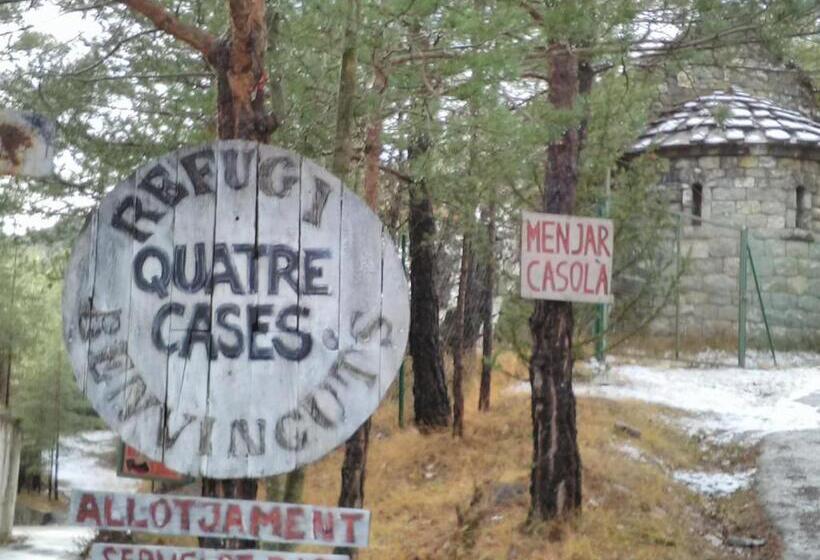 REFUGI
QUATRE
CASES
BENVINGUTS
MENJAR
CASOLÀ
ALLOTJAMENT